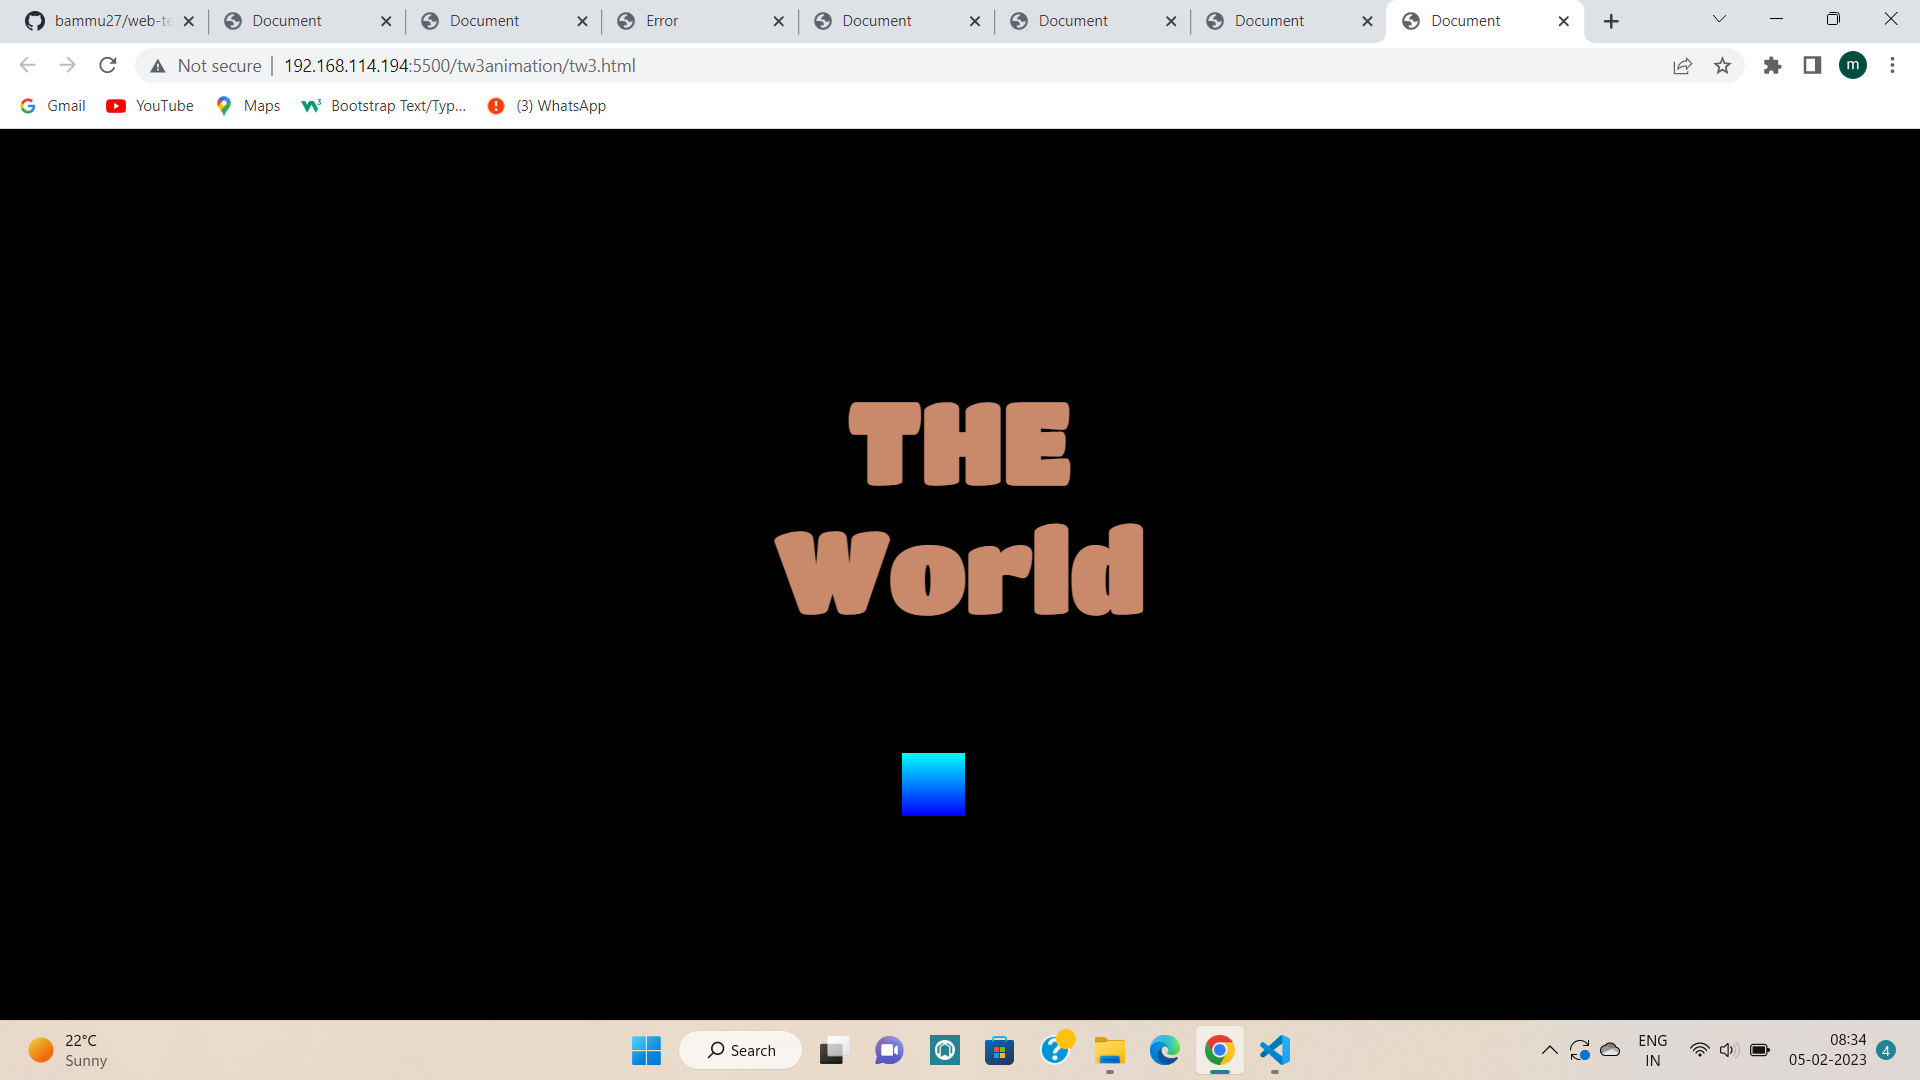 bammu27/web-te
Document
Document
Error
Document
Document
Document
Document
Not secure
192.168.114.194:5500/tw3animation/tw3.html
m
Gmail
YouTube
Maps
Bootstrap Text/Typ...
(3) WhatsApp
THE
World
22°C
Sunny
Search
ENG
IN
08:34
05-02-2023
4